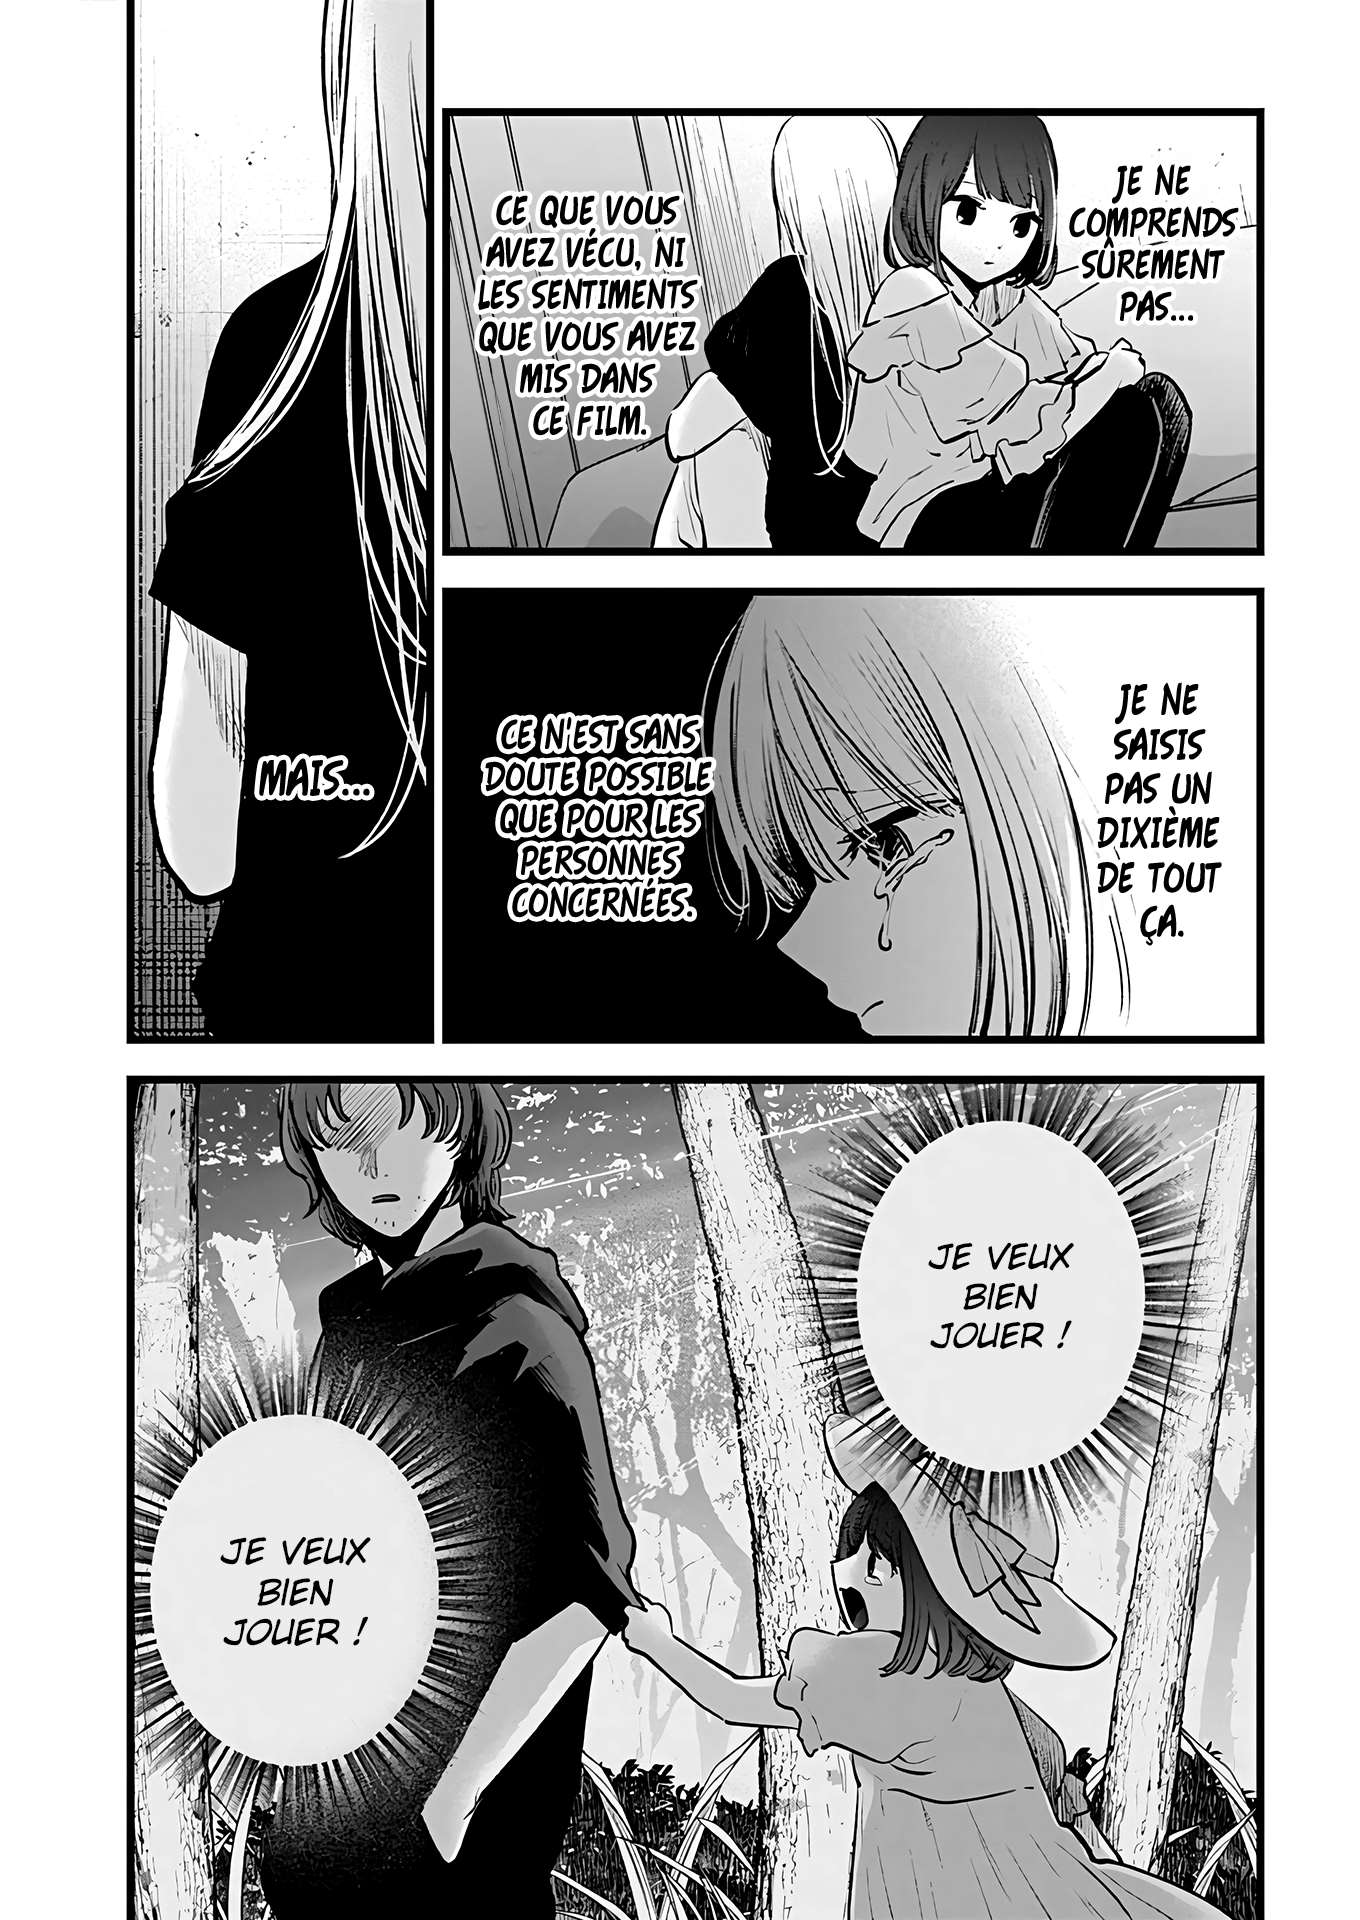 JE NE
COMPRENDS
SÛREMENT
PAS...
CE QUE VOUS
AVEZ VÉCU, NI
LES SENTIMENTS
QUE VOUS AVEZ
MIS DANS
CE FILM.
JE NE
SAISIS
PAS UN
DIXIÈME
DE TOUT
ÇA.
CE N'EST SANS
DOUTE POSSIBLE
QUE POUR LES
PERSONNES
CONCERNÉES.
MAIS...
JE VEUX
BIEN
JOUER !
JE VEUX
BIEN
JOUER !